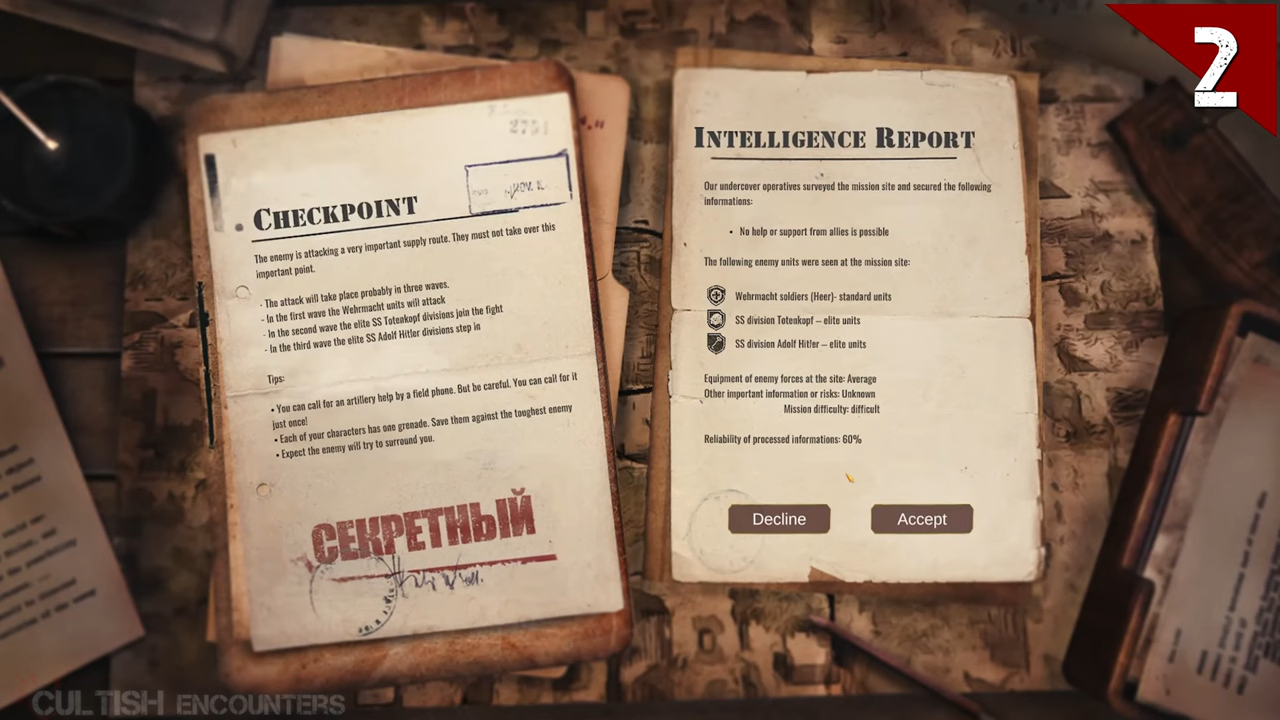 2
2731
CHECKPOINT
The enemy is attacking a very important supply route. They must not take over this
important point.
- The attack will take place probably in three waves.
- In the first wave the Wehrmacht units will attack
- In the second wave the elite SS Totenkopf divisions join the fight
- In the third wave the elite SS Adolf Hitler divisions step in
Tips:
• You can call for an artillery help by a field phone. But be careful. You can call for it
just once!
• Each of your characters has one grenade. Save them against the toughest enemy
• Expect the enemy will try to surround you.
СЕКРЕТНЫЙ
INTELLIGENCE REPORT
Our undercover operatives surveyed the mission site and secured the following
informations:
• No help or support from allies is possible
The following enemy units were seen at the mission site:
Wehrmacht soldiers (Heer)- standard units
SS division Totenkopf – elite units
SS division Adolf Hitler – elite units
Equipment of enemy forces at the site: Average
Other important information or risks: Unknown
Mission difficulty: difficult
Reliability of processed informations: 60%
Decline Accept
CULTISH ENCOUNTERS